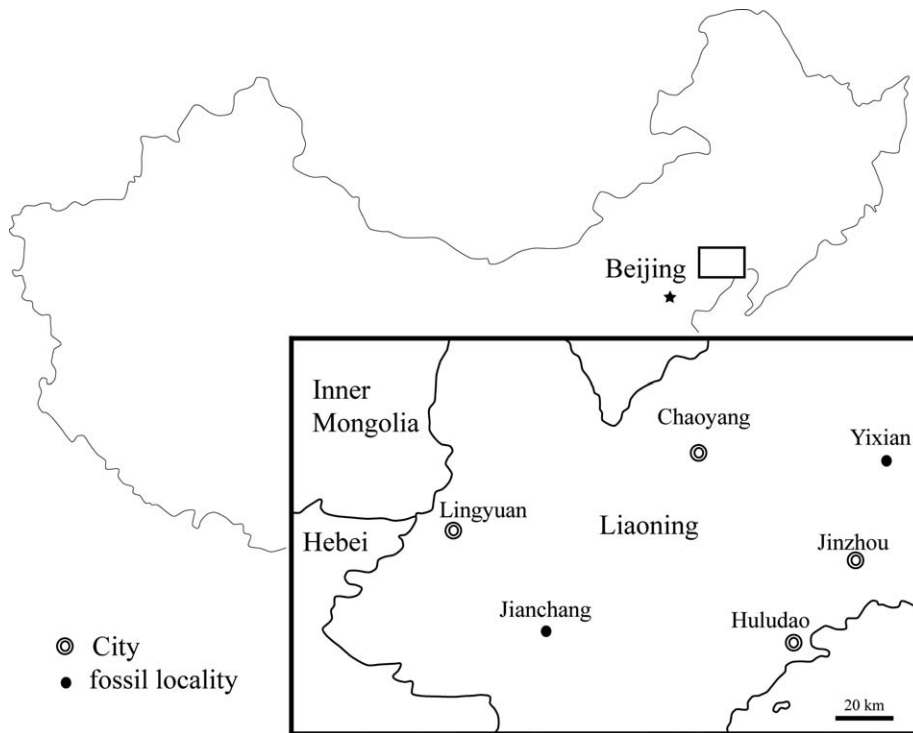 Beijing
Inner
Mongolia
Chaoyang
Yixian
Lingyuan
Liaoning
Hebei
Jinzhou
Jianchang
Huludao
City
fossil locality
20 km